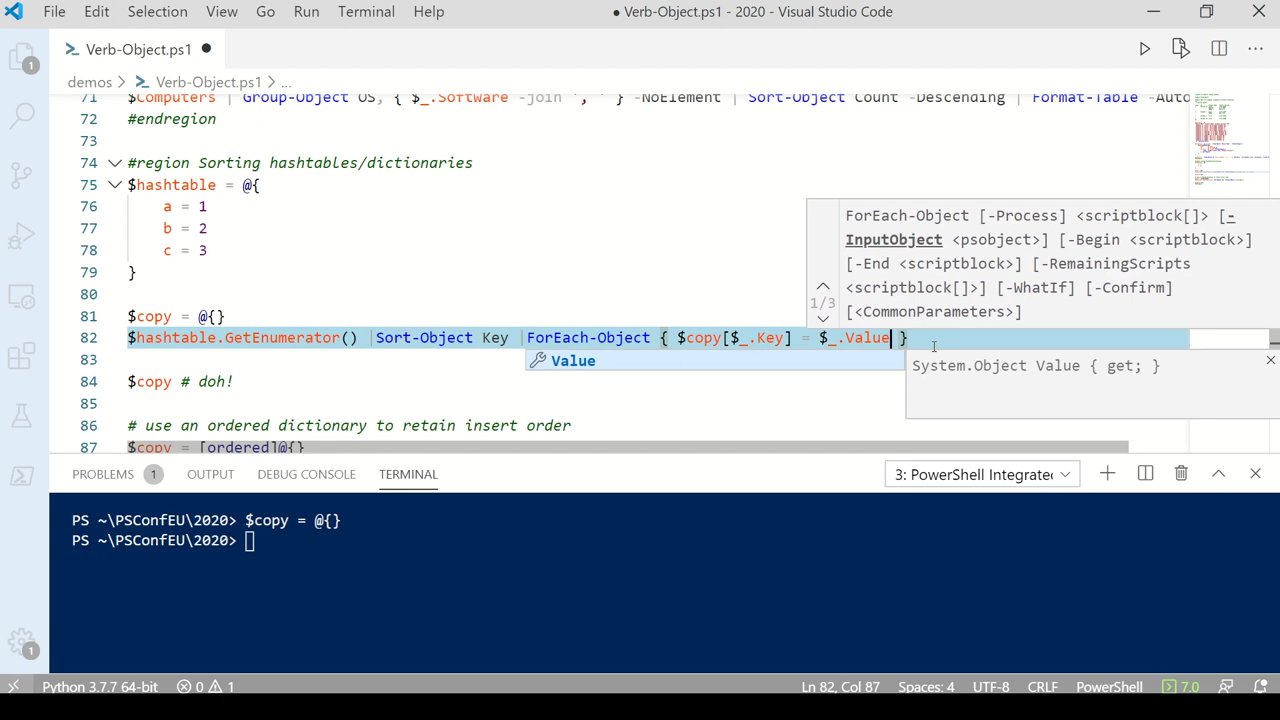 File Edit Selection View Go Run Terminal Help ● Verb-Object.ps1 - 2020 - Visual Studio Code
Verb-Object.ps1 ●
demos > Verb-Object.ps1 > ...
71 $Computers | Group-Object OS, { $_.Software -join ', ' } -NoElement | Sort-Object Count -Descending | Format-Table -Auto
72 #endregion
73
74 #region Sorting hashtables/dictionaries
75 $hashtable = @{
76 a = 1
77 b = 2
78 c = 3
79 }
80
81 $copy = @{}
82 $hashtable.GetEnumerator() |Sort-Object Key |ForEach-Object { $copy[$_.Key] = $_.Value }
83
84 $copy # doh!
85
86 # use an ordered dictionary to retain insert order
87 $copy = [ordered]@{}
ForEach-Object [-Process] <scriptblock[]> [-
InputObject <psobject>] [-Begin <scriptblock>]
[-End <scriptblock>] [-RemainingScripts
<scriptblock[]>] [-WhatIf] [-Confirm]
[<CommonParameters>]
1/3
Value
System.Object Value { get; }
1
1
PROBLEMS 1 OUTPUT DEBUG CONSOLE TERMINAL 3: PowerShell Integrated
PS ~\PSConfEU\2020> $copy = @{}
PS ~\PSConfEU\2020>
Python 3.7.7 64-bit 0 1 Ln 82, Col 87 Spaces: 4 UTF-8 CRLF PowerShell 7.0